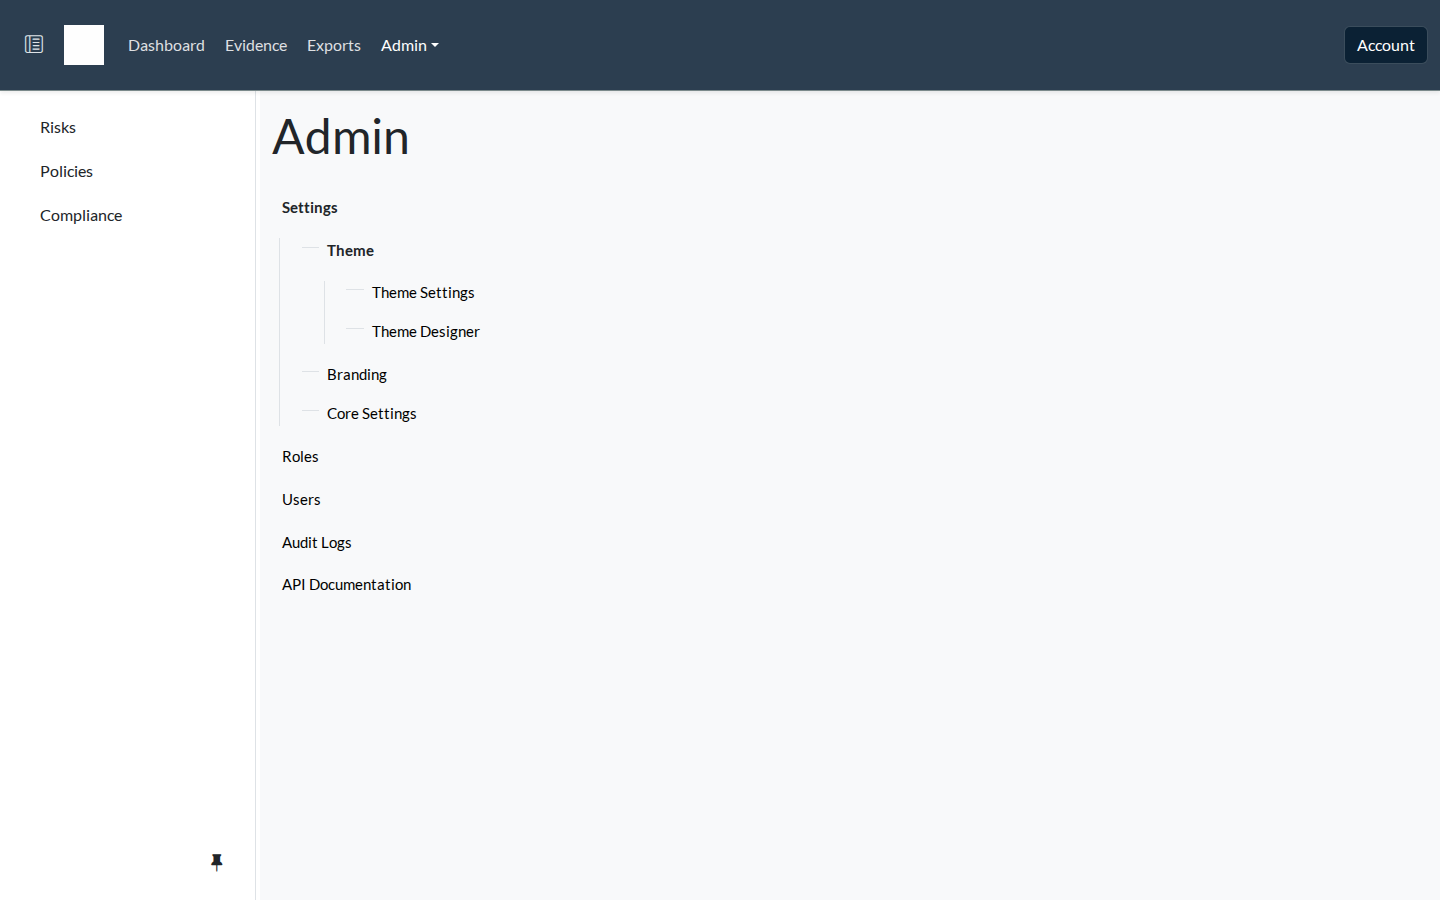 Dashboard Evidence Exports Admin Account
Risks
Policies
Compliance
Admin
Settings
Theme
Theme Settings
Theme Designer
Branding
Core Settings
Roles
Users
Audit Logs
API Documentation